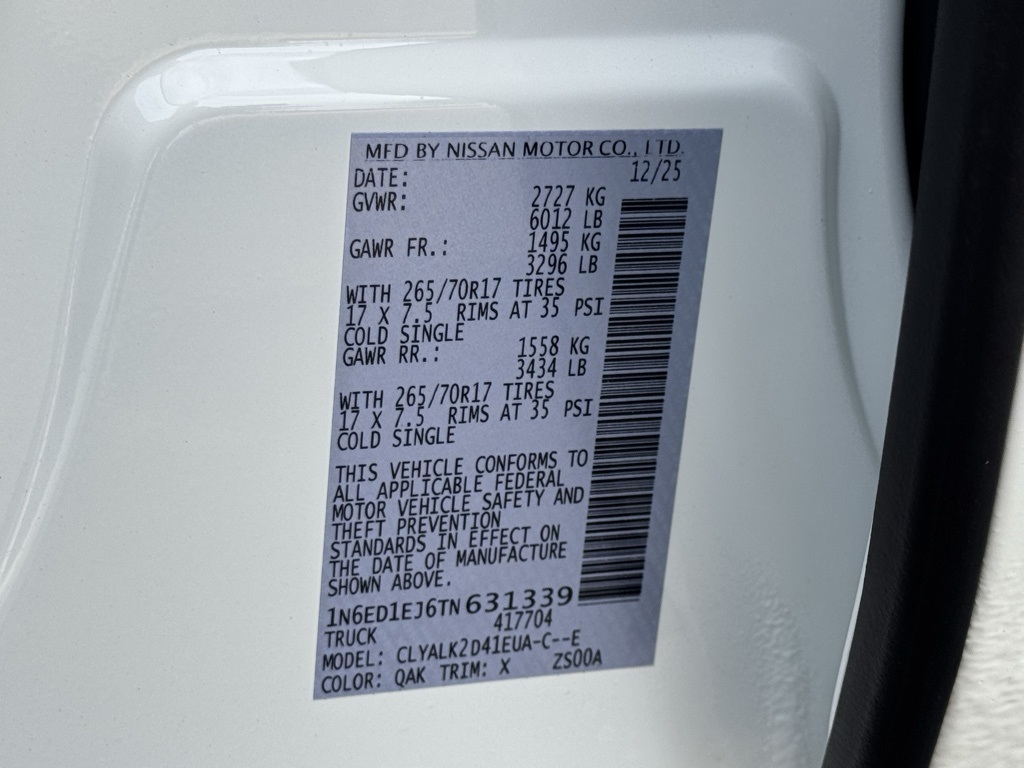 MFD BY NISSAN MOTOR CO., LTD.
DATE: 12/25
GVWR: 2727 KG
6012 LB
GAWR FR.: 1495 KG
3296 LB
WITH 265/70R17 TIRES
17 X 7.5 RIMS AT 35 PSI
COLD SINGLE
GAWR RR.: 1558 KG
3434 LB
WITH 265/70R17 TIRES
17 X 7.5 RIMS AT 35 PSI
COLD SINGLE
THIS VEHICLE CONFORMS TO
ALL APPLICABLE FEDERAL
MOTOR VEHICLE SAFETY AND
THEFT PREVENTION
STANDARDS IN EFFECT ON
THE DATE OF MANUFACTURE
SHOWN ABOVE.
1N6ED1EJ6TN631339
TRUCK 417704
MODEL: CLYALK2D41EUA-C--E
COLOR: QAK TRIM: X ZS00A